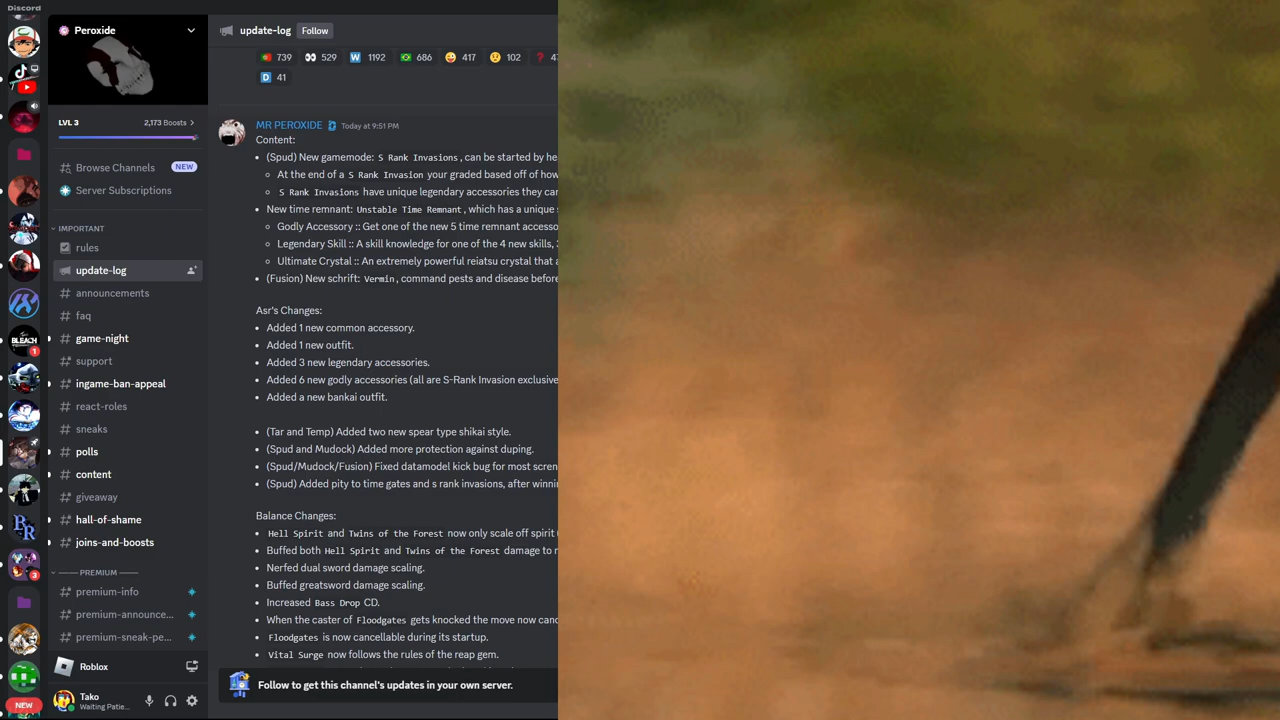 Discord
Peroxide
LVL 3
2,173 Boosts
Browse Channels
NEW
Server Subscriptions
IMPORTANT
rules
update-log
announcements
faq
game-night
support
ingame-ban-appeal
react-roles
sneaks
polls
content
giveaway
hall-of-shame
joins-and-boosts
PREMIUM
premium-info
premium-announce...
premium-sneak-pe...
Roblox
Tako
Waiting Patie...
BLEACH
1
3
NEW
update-log
Follow
739
529
W 1192
686
417
102
? 47
D 41
MR PEROXIDE Today at 9:51 PM
Content:
• (Spud) New gamemode: S Rank Invasions, can be started by he
At the end of a S Rank Invasion your graded based off of how
S Rank Invasions have unique legendary accessories they can
• New time remnant: Unstable Time Remnant, which has a unique s
Godly Accessory :: Get one of the new 5 time remnant accesso
Legendary Skill :: A skill knowledge for one of the 4 new skills, 3
Ultimate Crystal :: An extremely powerful reiatsu crystal that a
• (Fusion) New schrift: Vermin, command pests and disease before
Asr's Changes:
• Added 1 new common accessory.
• Added 1 new outfit.
• Added 3 new legendary accessories.
• Added 6 new godly accessories (all are S-Rank Invasion exclusive
• Added a new bankai outfit.
• (Tar and Temp) Added two new spear type shikai style.
• (Spud and Mudock) Added more protection against duping.
• (Spud/Mudock/Fusion) Fixed datamodel kick bug for most scren
• (Spud) Added pity to time gates and s rank invasions, after winni
Balance Changes:
• Hell Spirit and Twins of the Forest now only scale off spirit
• Buffed both Hell Spirit and Twins of the Forest damage to m
• Nerfed dual sword damage scaling.
• Buffed greatsword damage scaling.
• Increased Bass Drop CD.
• When the caster of Floodgates gets knocked the move now canc
• Floodgates is now cancellable during its startup.
• Vital Surge now follows the rules of the reap gem.
Follow to get this channel's updates in your own server.